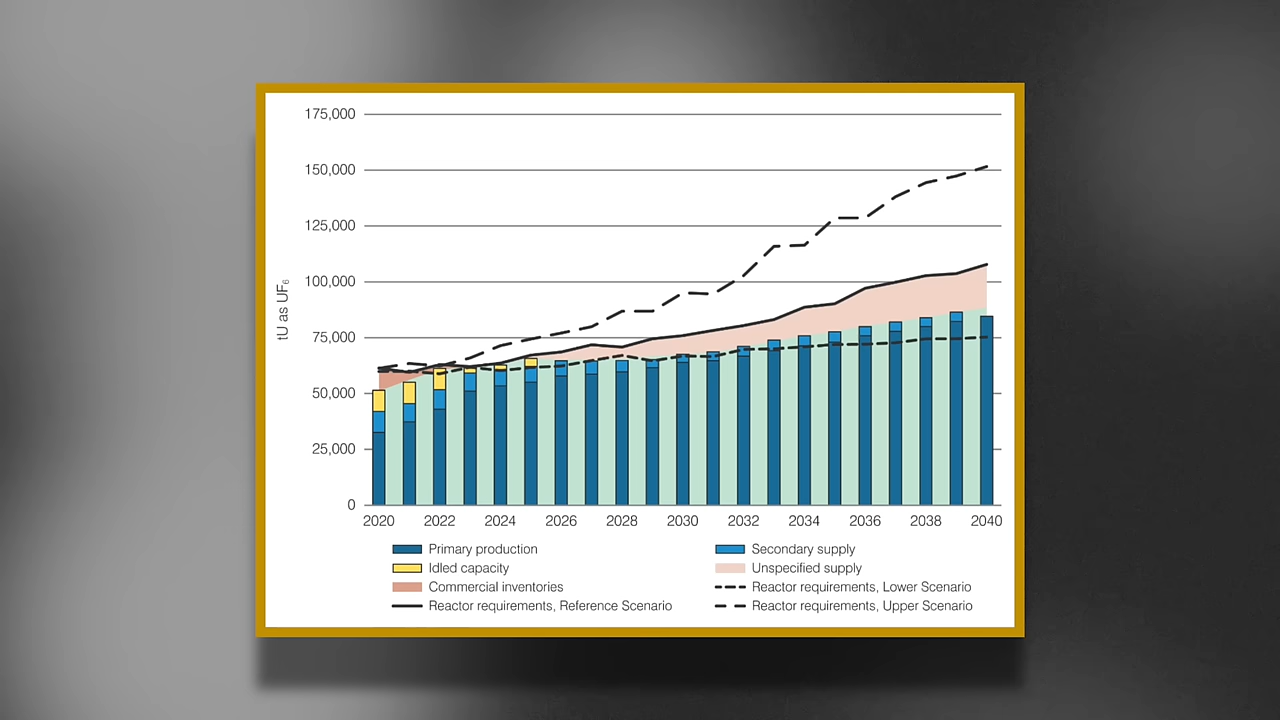 175,000
150,000
125,000
100,000
75,000
50,000
25,000
0
tU as UF₆
2020 2022 2024 2026 2028 2030 2032 2034 2036 2038 2040
Primary production
Secondary supply
Idled capacity
Unspecified supply
Commercial inventories
Reactor requirements, Lower Scenario
Reactor requirements, Reference Scenario
Reactor requirements, Upper Scenario